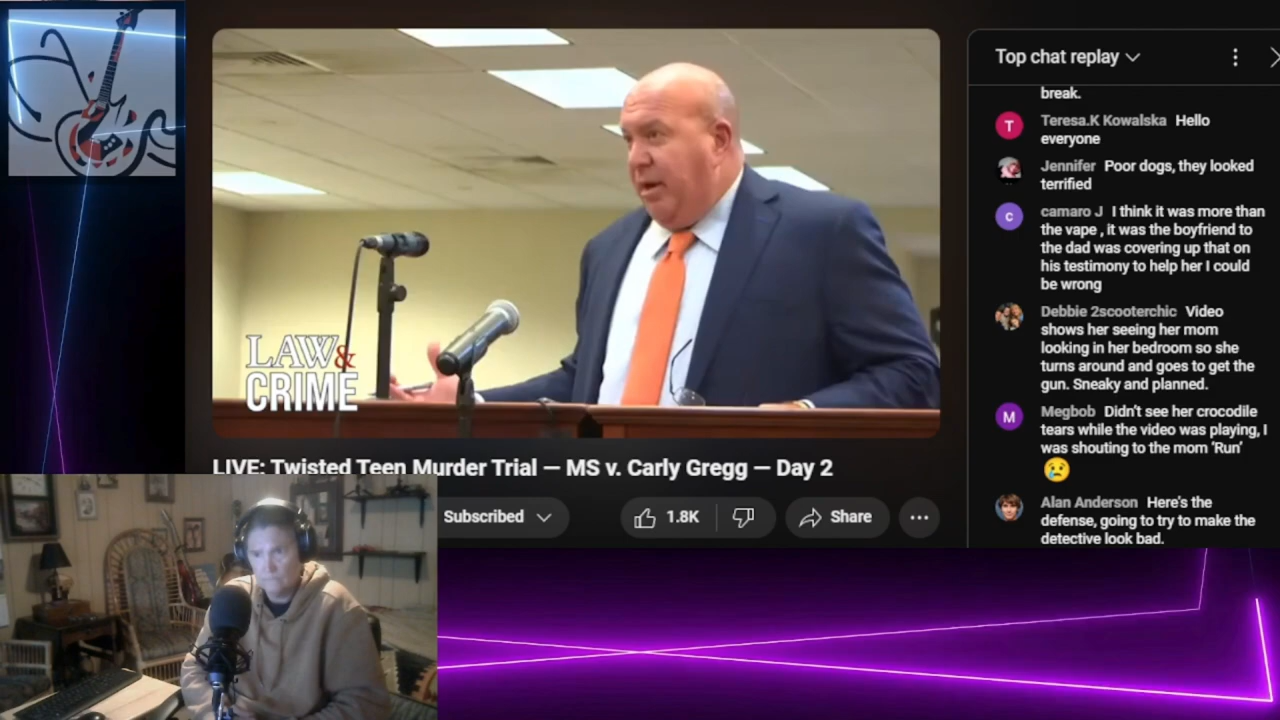 LAW&
CRIME
LIVE: Twisted Teen Murder Trial — MS v. Carly Gregg — Day 2
Subscribed
1.8K
Share
Top chat replay
break.
T
Teresa.K Kowalska Hello
everyone
Jennifer Poor dogs, they looked
terrified
c
camaro J I think it was more than
the vape , it was the boyfriend to
the dad was covering up that on
his testimony to help her I could
be wrong
Debbie 2scooterchic Video
shows her seeing her mom
looking in her bedroom so she
turns around and goes to get the
gun. Sneaky and planned.
M
Megbob Didn't see her crocodile
tears while the video was playing, I
was shouting to the mom ‘Run’
😢
Alan Anderson Here's the
defense, going to try to make the
detective look bad.